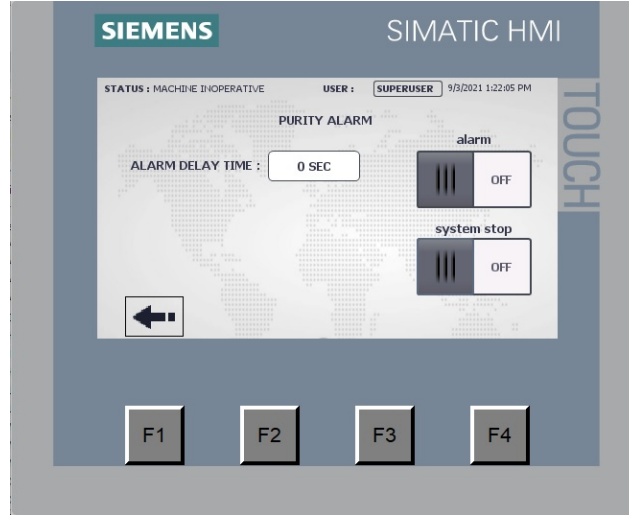 SIEMENS
SIMATIC HMI
TOUCH
STATUS : MACHINE INOPERATIVE USER : SUPERUSER 9/3/2021 1:22:05 PM
PURITY ALARM
alarm
ALARM DELAY TIME : 0 SEC
OFF
system stop
OFF
F1 F2 F3 F4